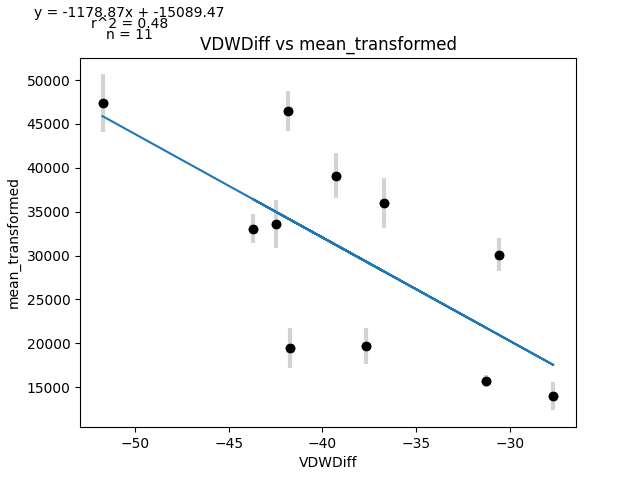 y = -1178.87x + -15089.47
r^2 = 0.48
n = 11
VDWDiff vs mean_transformed
mean_transformed
50000
45000
40000
35000
30000
25000
20000
15000
−50
−45
−40
−35
−30
VDWDiff